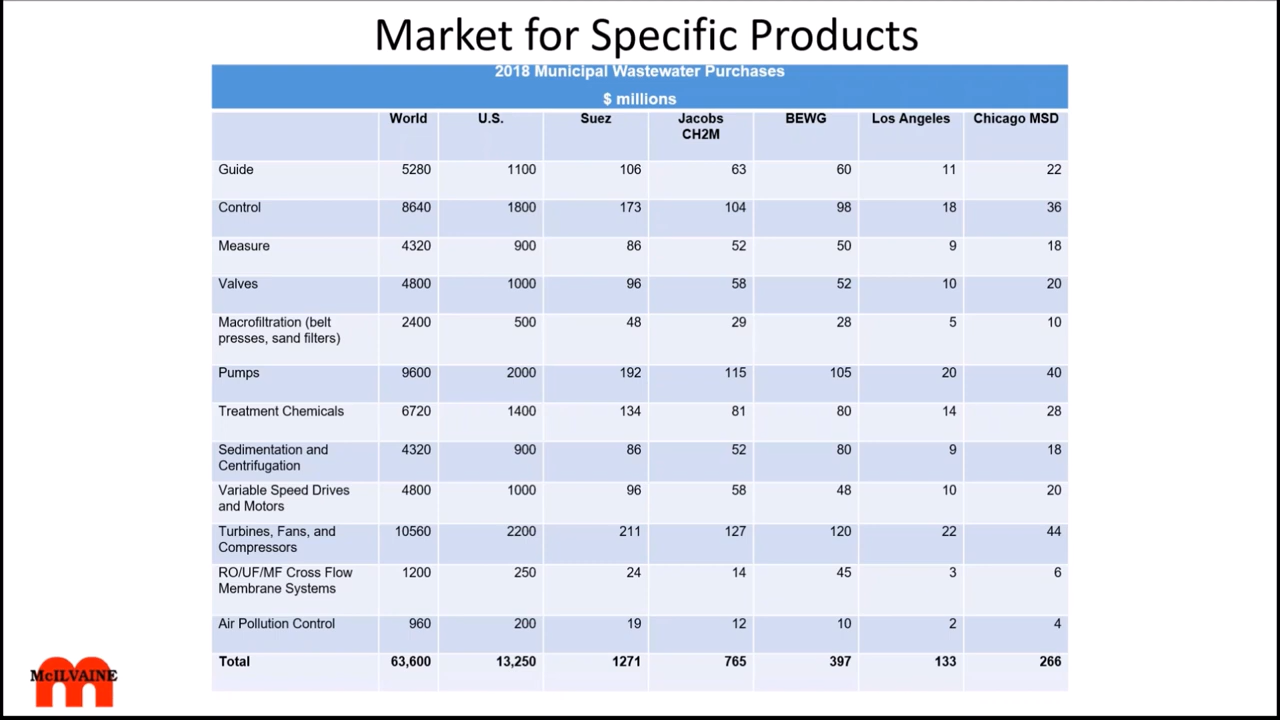 Market for Specific Products
2018 Municipal Wastewater Purchases
$ millions
World U.S. Suez Jacobs CH2M BEWG Los Angeles Chicago MSD
Guide 5280 1100 106 63 60 11 22
Control 8640 1800 173 104 98 18 36
Measure 4320 900 86 52 50 9 18
Valves 4800 1000 96 58 52 10 20
Macrofiltration (belt presses, sand filters) 2400 500 48 29 28 5 10
Pumps 9600 2000 192 115 105 20 40
Treatment Chemicals 6720 1400 134 81 80 14 28
Sedimentation and Centrifugation 4320 900 86 52 80 9 18
Variable Speed Drives and Motors 4800 1000 96 58 48 10 20
Turbines, Fans, and Compressors 10560 2200 211 127 120 22 44
RO/UF/MF Cross Flow Membrane Systems 1200 250 24 14 45 3 6
Air Pollution Control 960 200 19 12 10 2 4
Total 63,600 13,250 1271 765 397 133 266
McILVAINE